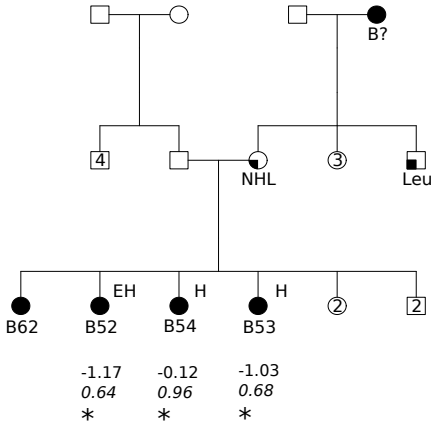 B?
4
3
NHL
Leu
EH
H
H
2
2
B62
B52
B54
B53
-1.17
-0.12
-1.03
0.64
0.96
0.68
*
*
*